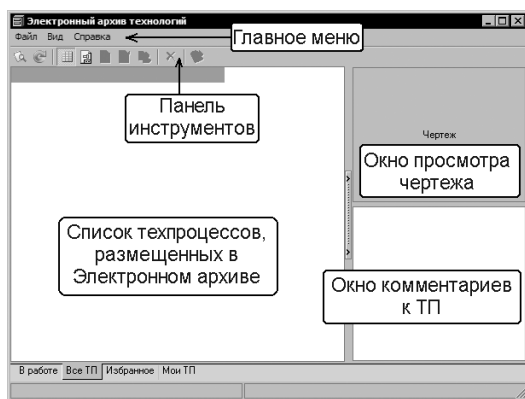 Электронный архив технологий
Файл Вид Справка
Главное меню
Панель
инструментов
Чертеж
Окно просмотра
чертежа
Список техпроцессов,
размещенных в
Электронном архиве
Окно комментариев
к ТП
В работе Все ТП Избранное Мои ТП